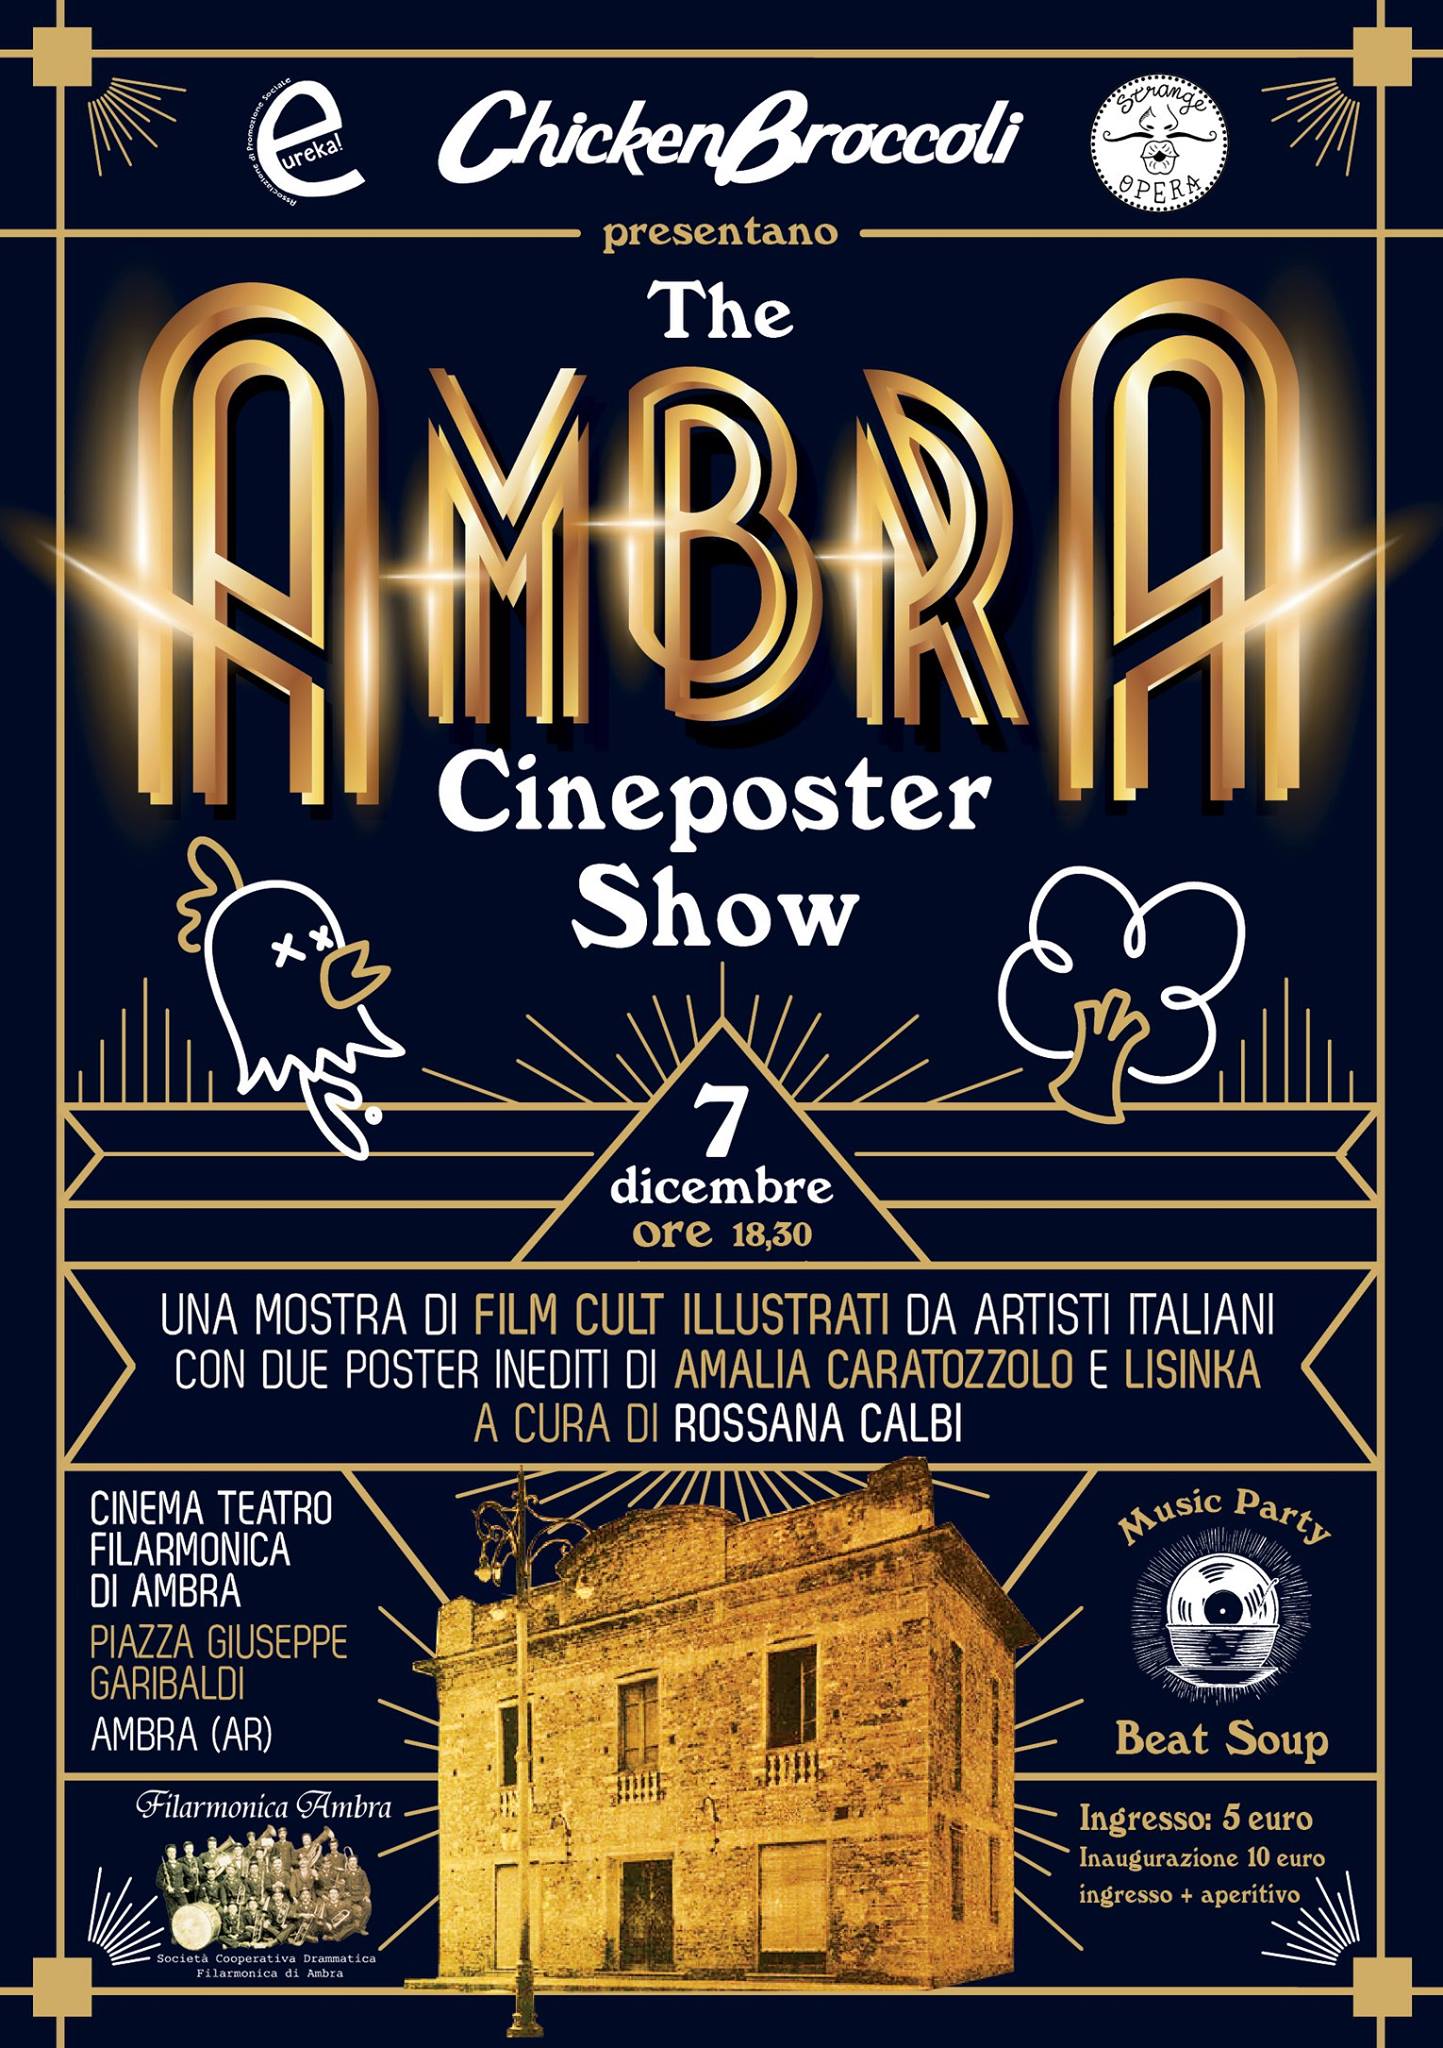 Associazione di Promozione Sociale
eureka!
ChickenBroccoli
Strange
OPERA
presentano
The
AMBRA
Cineposter
Show
7
dicembre
ore 18,30
UNA MOSTRA DI FILM CULT ILLUSTRATI DA ARTISTI ITALIANI
CON DUE POSTER INEDITI DI AMALIA CARATOZZOLO E LISINKA
A CURA DI ROSSANA CALBI
CINEMA TEATRO
FILARMONICA
DI AMBRA
PIAZZA GIUSEPPE
GARIBALDI
AMBRA (AR)
Music Party
Beat Soup
Filarmonica Ambra
Società Cooperativa Drammatica
Filarmonica di Ambra
Ingresso: 5 euro
Inaugurazione 10 euro
ingresso + aperitivo